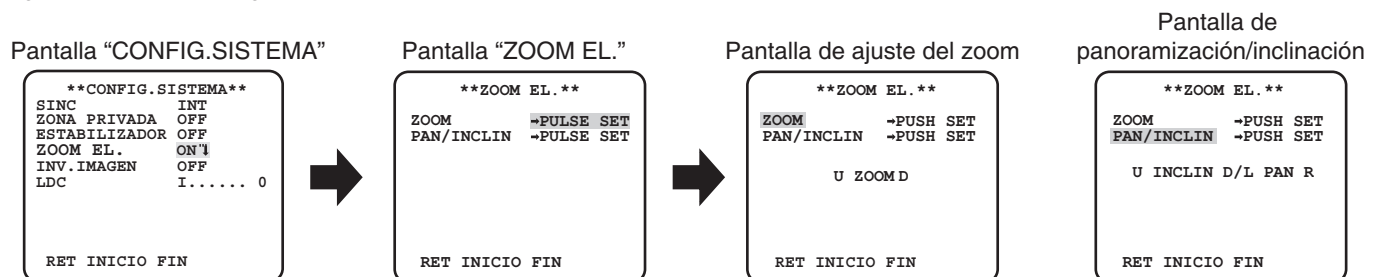 Pantalla “CONFIG.SISTEMA”
**CONFIG.SISTEMA**
SINC INT
ZONA PRIVADA OFF
ESTABILIZADOR OFF
ZOOM EL. ON
INV.IMAGEN OFF
LDC I...... 0
RET INICIO FIN
Pantalla “ZOOM EL.”
**ZOOM EL.**
ZOOM →PULSE SET
PAN/INCLIN →PULSE SET
RET INICIO FIN
Pantalla de ajuste del zoom
**ZOOM EL.**
ZOOM →PUSH SET
PAN/INCLIN →PUSH SET
U ZOOM D
RET INICIO FIN
Pantalla de
panoramización/inclinación
**ZOOM EL.**
ZOOM →PUSH SET
PAN/INCLIN →PUSH SET
U INCLIN D/L PAN R
RET INICIO FIN